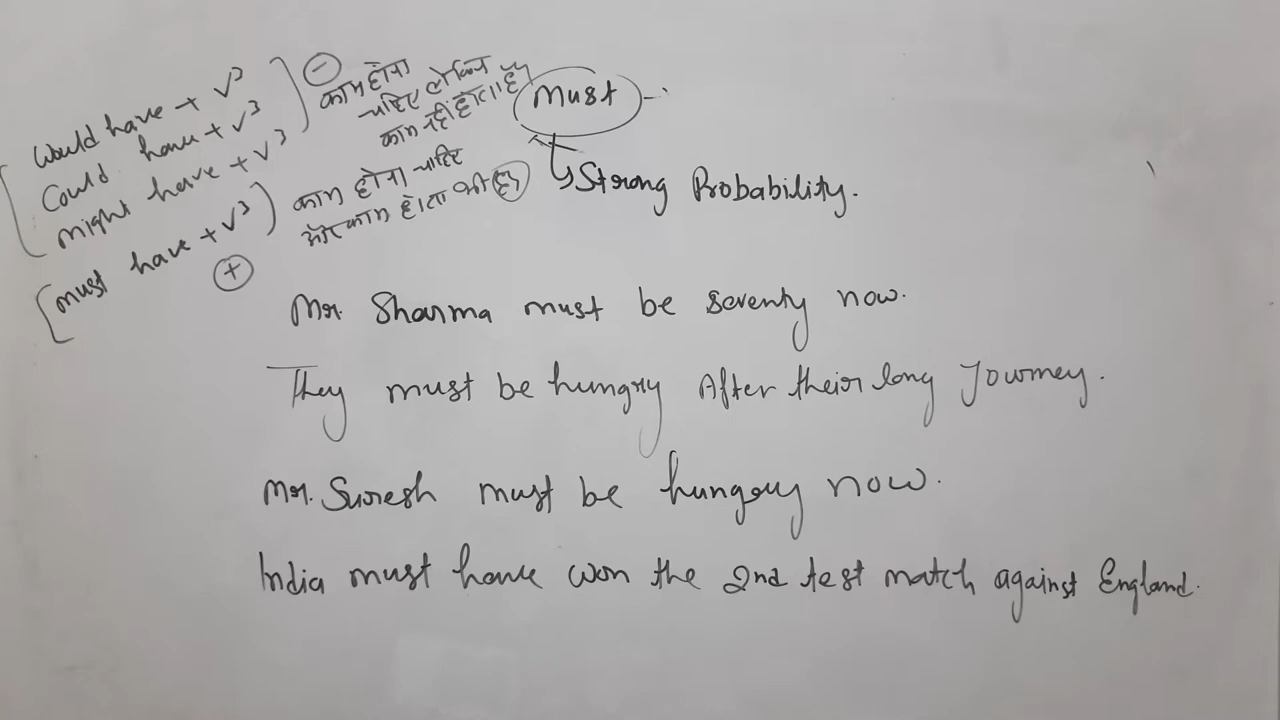 would have + V³
Could have + V³
might have + V³
⊖ काम होना
चाहिए लेकिन
काम नहीं होता है
must have + V³
⊕
काम होना चाहिए
और काम होता भी है
Must -
↳ Strong Probability.
Mr. Sharma must be seventy now.
They must be hungry After their long Journey.
Mr. Suresh must be hungry now.
India must have won the 2nd test match against England.